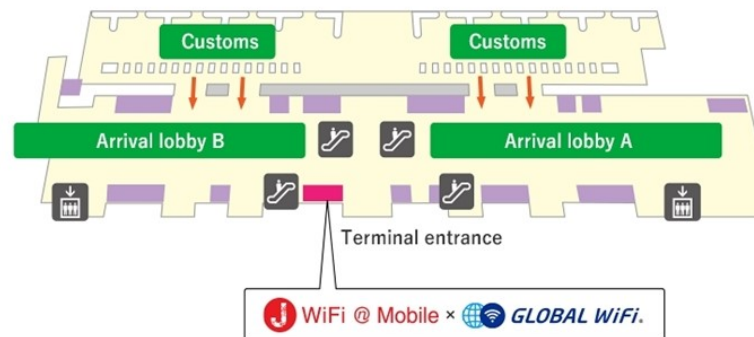 Customs
Customs
Arrival lobby B
Arrival lobby A
Terminal entrance
J WiFi @ Mobile × GLOBAL WiFi.